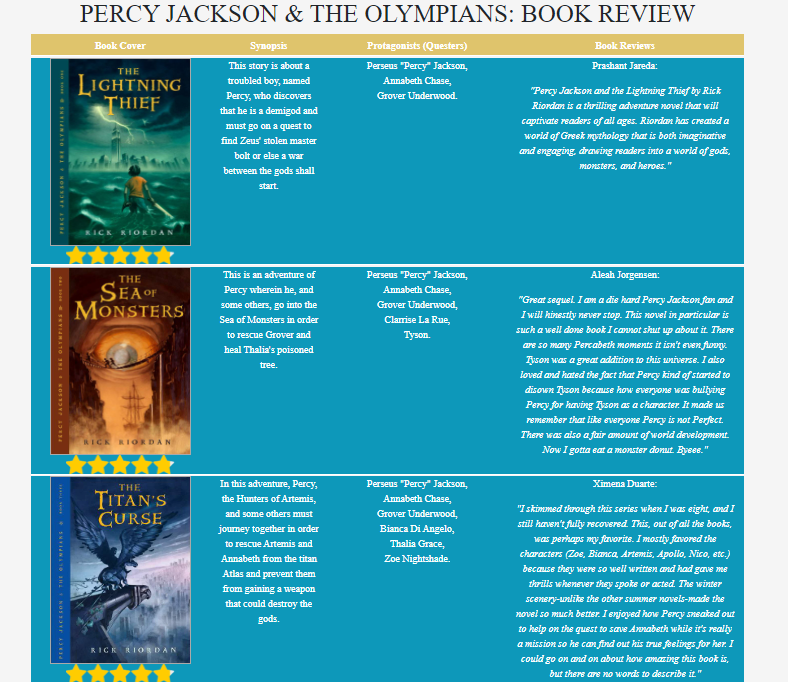 PERCY JACKSON & THE OLYMPIANS: BOOK REVIEW
Book Cover
Synopsis
Protagonists (Questers)
Book Reviews
THE
LIGHTNING
THIEF
PERCY JACKSON & THE OLYMPIANS BOOK ONE
RICK RIORDAN
This story is about a
troubled boy, named
Percy, who discovers
that he is a demigod and
must go on a quest to
find Zeus' stolen master
bolt or else a war
between the gods shall
start.
Perseus "Percy" Jackson,
Annabeth Chase,
Grover Underwood.
Prashant Jareda:
"Percy Jackson and the Lightning Thief by Rick
Riordan is a thrilling adventure novel that will
captivate readers of all ages. Riordan has created a
world of Greek mythology that is both imaginative
and engaging, drawing readers into a world of gods,
monsters, and heroes."
THE
SEA OF
MONSTERS
PERCY JACKSON & THE OLYMPIANS BOOK TWO
RICK RIORDAN
This is an adventure of
Percy wherein he, and
some others, go into the
Sea of Monsters in order
to rescue Grover and
heal Thalia's poisoned
tree.
Perseus "Percy" Jackson,
Annabeth Chase,
Grover Underwood,
Clarrise La Rue,
Tyson.
Aleah Jorgensen:
"Great sequel. I am a die hard Percy Jackson fan and
I will hinestly never stop. This novel in particular is
such a well done book I cannot shut up about it. There
are so many Percabeth moments it isn't even funny.
Tyson was a great addition to this universe. I also
loved and hated the fact that Percy kind of started to
disown Tyson because how everyone was bullying
Percy for having Tyson as a character. It made us
remember that like everyone Percy is not Perfect.
There was also a fair amount of world development.
Now I gotta eat a monster donut. Byeee."
THE
TITAN'S
CURSE
PERCY JACKSON & THE OLYMPIANS BOOK THREE
RICK RIORDAN
In this adventure, Percy,
the Hunters of Artemis,
and some others must
journey together in order
to rescue Artemis and
Annabeth from the titan
Atlas and prevent them
from gaining a weapon
that could destroy the
gods.
Perseus "Percy" Jackson,
Annabeth Chase,
Grover Underwood,
Bianca Di Angelo,
Thalia Grace,
Zoe Nightshade.
Ximena Duarte:
"I skimmed through this series when I was eight, and I
still haven't fully recovered. This, out of all the books,
was perhaps my favorite. I mostly favored the
characters (Zoe, Bianca, Artemis, Apollo, Nico, etc.)
because they were so well written and had gave me
thrills whenever they spoke or acted. The winter
scenery-unlike the other summer novels-made the
novel so much better. I enjoyed how Percy sneaked out
to help on the quest to save Annabeth while it's really
a mission so he can find out his true feelings for her. I
could go on and on about how amazing this book is,
but there are no words to describe it."